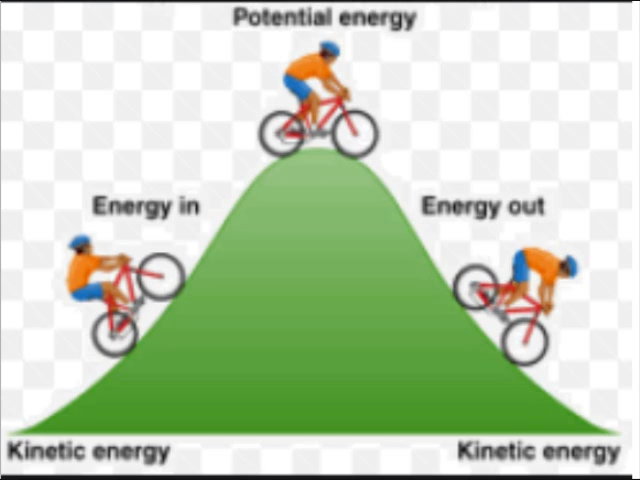 Potential energy
Energy in
Energy out
Kinetic energy
Kinetic energy